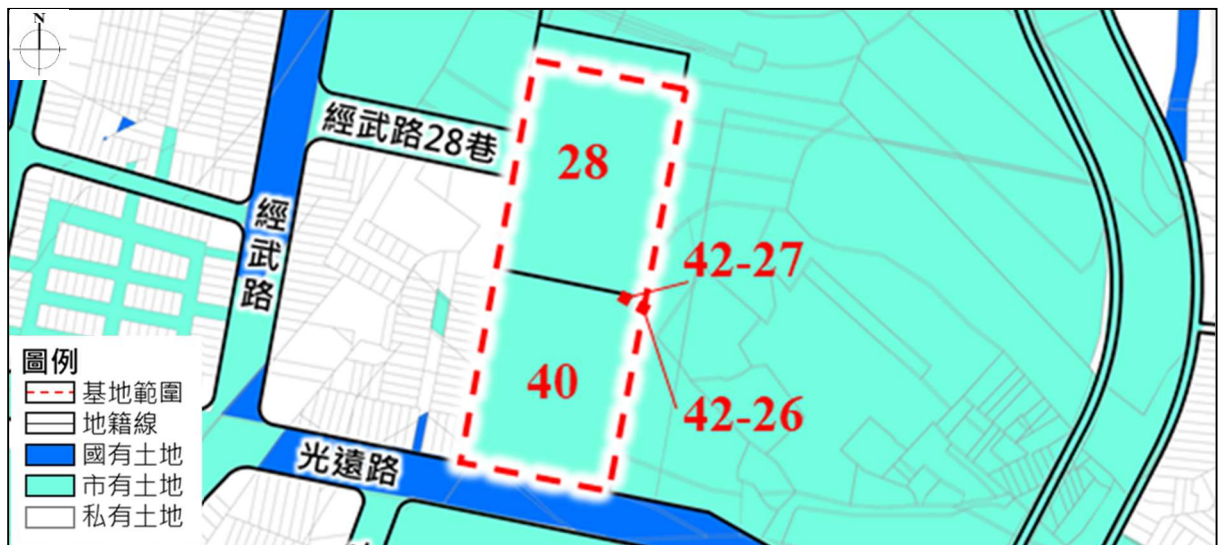 N
經武路28巷
28
經武路
42-27
40
42-26
光遠路
圖例
基地範圍
地籍線
國有土地
市有土地
私有土地